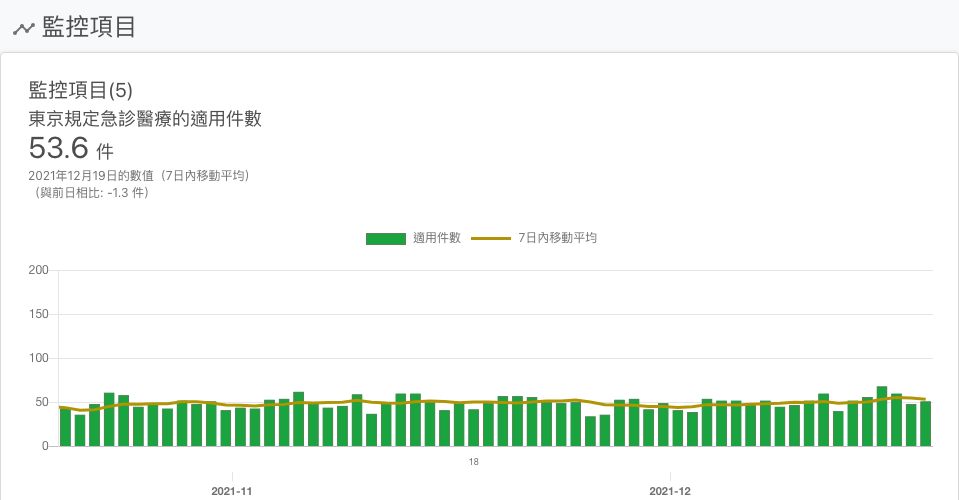 監控項目
監控項目(5)
東京規定急診醫療的適用件數
53.6 件
2021年12月19日的數值（7日內移動平均）
（與前日相比: -1.3 件）
適用件數 7日內移動平均
200
150
100
50
0
18
2021-11 2021-12